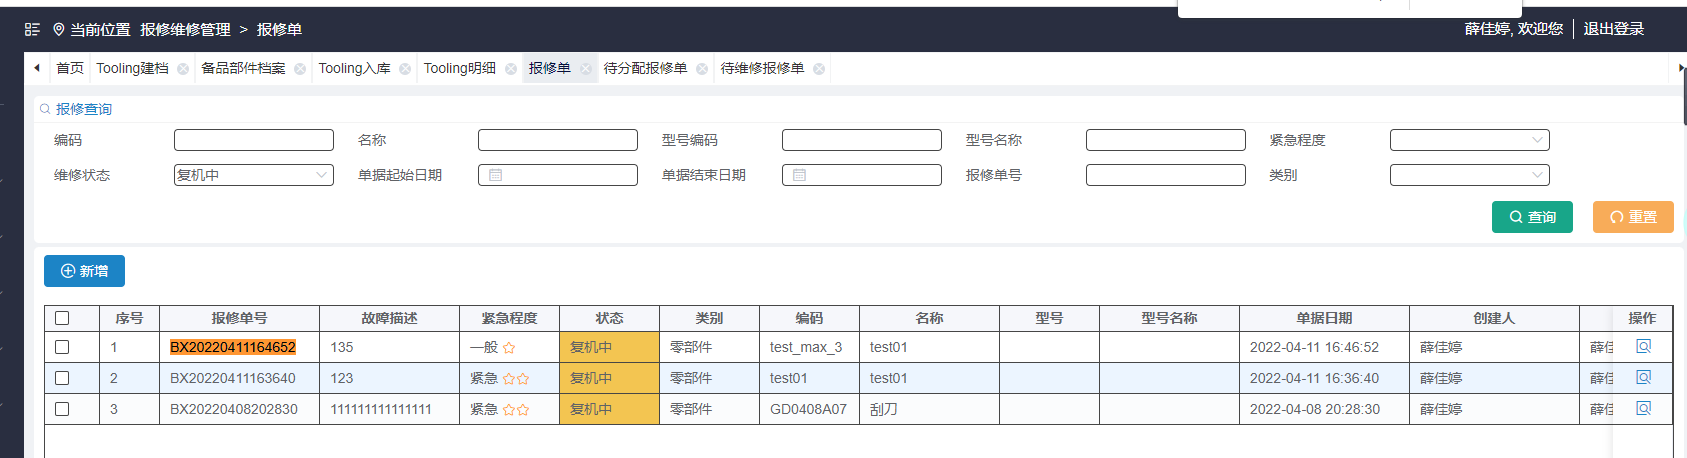 当前位置 报修维修管理 > 报修单
薛佳婷, 欢迎您 退出登录
首页 Tooling建档 备品部件档案 Tooling入库 Tooling明细 报修单 待分配报修单 待维修报修单
报修查询
编码 名称 型号编码 型号名称 紧急程度
维修状态 复机中 单据起始日期 单据结束日期 报修单号 类别
查询 重置
新增
序号 报修单号 故障描述 紧急程度 状态 类别 编码 名称 型号 型号名称 单据日期 创建人 操作
1 BX20220411164652 135 一般 复机中 零部件 test_max_3 test01 2022-04-11 16:46:52 薛佳婷 薛佳
2 BX20220411163640 123 紧急 复机中 零部件 test01 test01 2022-04-11 16:36:40 薛佳婷 薛佳
3 BX20220408202830 111111111111111 紧急 复机中 零部件 GD0408A07 刮刀 2022-04-08 20:28:30 薛佳婷 薛佳